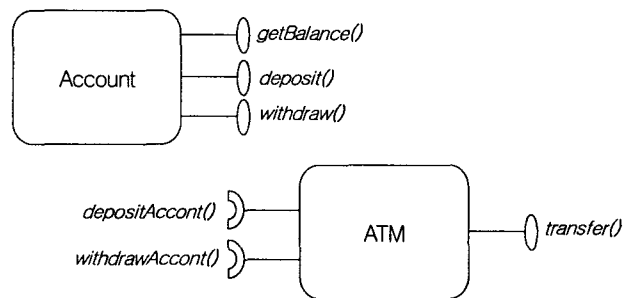 getBalance()
Account
deposit()
withdraw()
depositAccont()
ATM
transfer()
withdrawAccont()